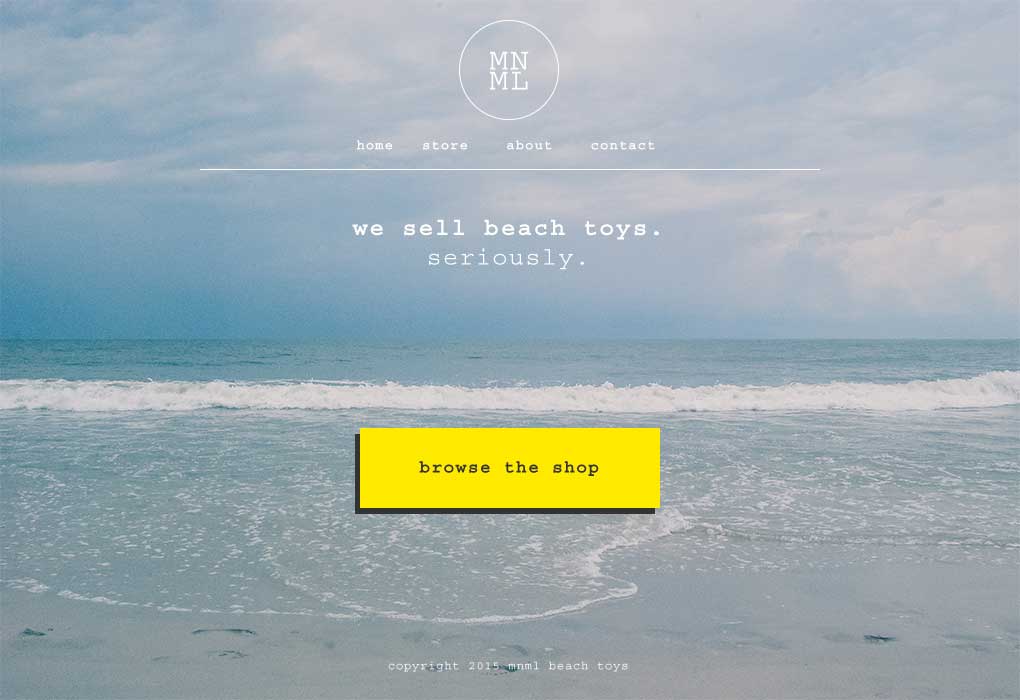 MN
ML
home store about contact
we sell beach toys.
seriously.
browse the shop
copyright 2015 mnml beach toys